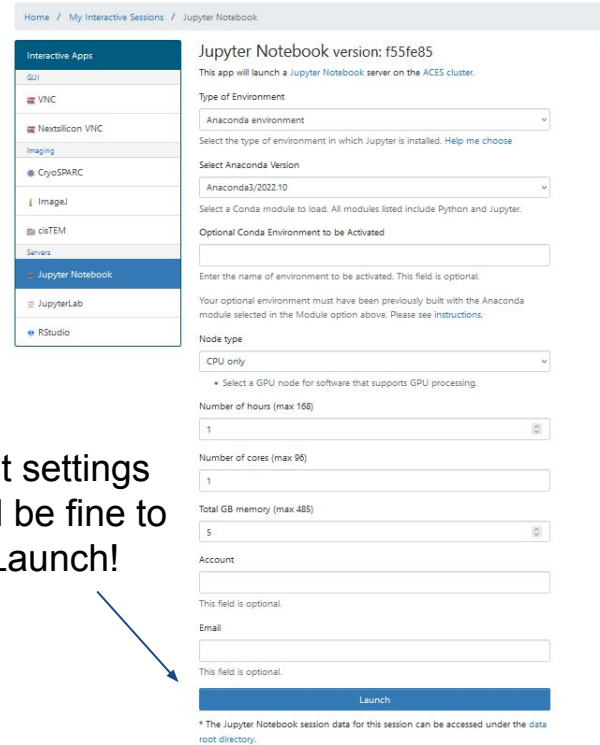 Home / My Interactive Sessions / Jupyter Notebook
Interactive Apps
GUI
VNC
Nextsilicon VNC
Imaging
CryoSPARC
ImageJ
cisTEM
Servers
Jupyter Notebook
JupyterLab
RStudio
Jupyter Notebook version: f55fe85
This app will launch a Jupyter Notebook server on the ACES cluster.
Type of Environment
Anaconda environment
Select the type of environment in which Jupyter is installed. Help me choose
Select Anaconda Version
Anaconda3/2022.10
Select a Conda module to load. All modules listed include Python and Jupyter.
Optional Conda Environment to be Activated
Enter the name of environment to be activated. This field is optional.
Your optional environment must have been previously built with the Anaconda
module selected in the Module option above. Please see instructions.
Node type
CPU only
• Select a GPU node for software that supports GPU processing.
Number of hours (max 168)
1
Number of cores (max 96)
1
Total GB memory (max 485)
5
Account
This field is optional.
Email
This field is optional.
Launch
* The Jupyter Notebook session data for this session can be accessed under the data
root directory.
settings
be fine to
Launch!